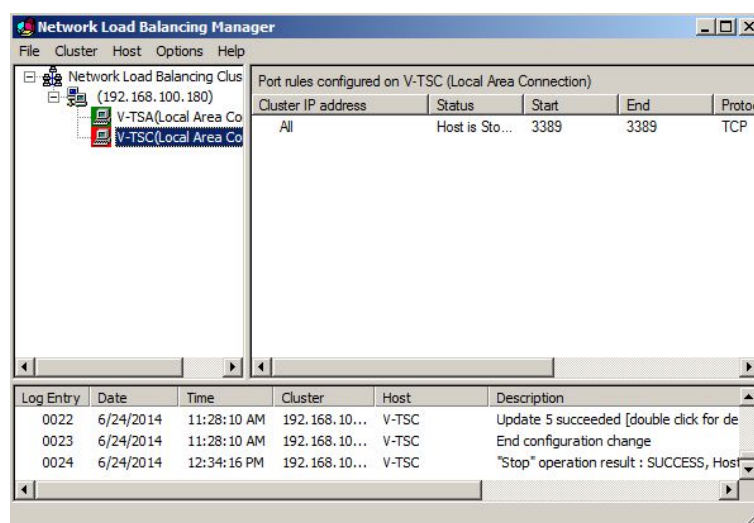 Network Load Balancing Manager
File Cluster Host Options Help
Network Load Balancing Clus
(192.168.100.180)
V-TSA(Local Area Co
V-TSC(Local Area Co
Port rules configured on V-TSC (Local Area Connection)
Cluster IP address Status Start End Proto
All Host is Sto... 3389 3389 TCP
Log Entry Date Time Cluster Host Description
0022 6/24/2014 11:28:10 AM 192.168.10... V-TSC Update 5 succeeded [double click for de
0023 6/24/2014 11:28:10 AM 192.168.10... V-TSC End configuration change
0024 6/24/2014 12:34:16 PM 192.168.10... V-TSC "Stop" operation result : SUCCESS, Host